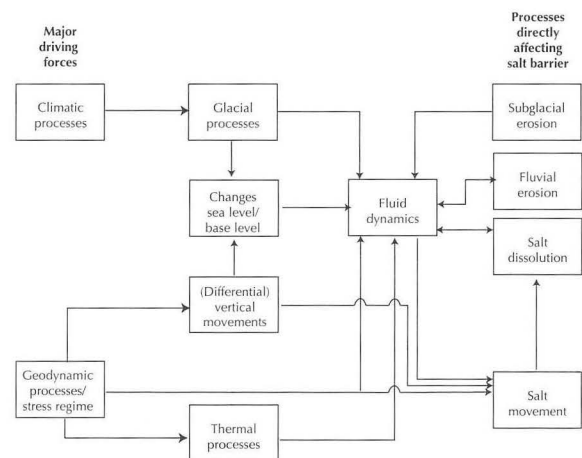 Major
driving
forces
Processes
directly
affecting
salt barrier
Climatic
processes
Glacial
processes
Subglacial
erosion
Changes
sea level/
base level
Fluid
dynamics
Fluvial
erosion
Salt
dissolution
(Differential)
vertical
movements
Geodynamic
processes/
stress regime
Thermal
processes
Salt
movement